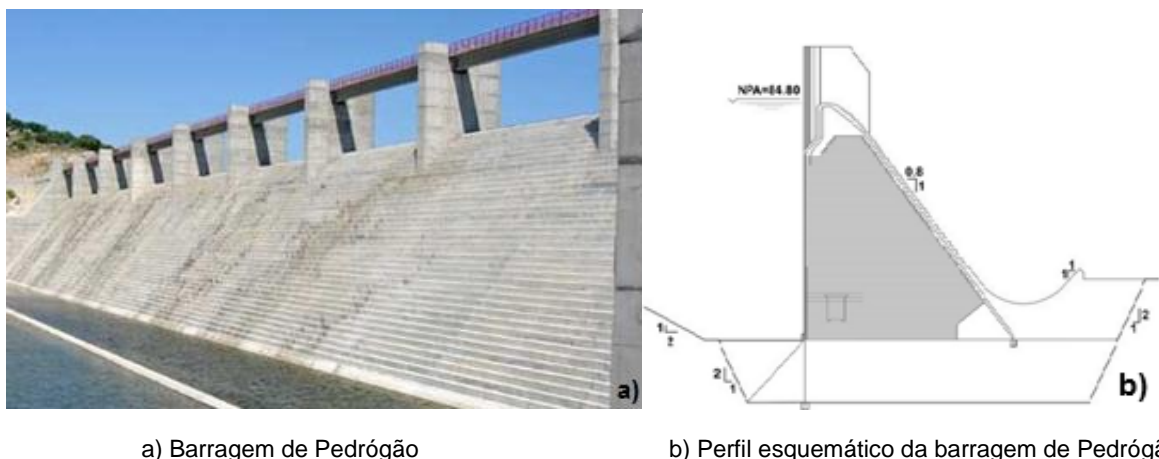 NPA=84.80
0,8
1
1
5
1
2
2
1
2
1
a)
b)
a) Barragem de Pedrógão
b) Perfil esquemático da barragem de Pedrógã